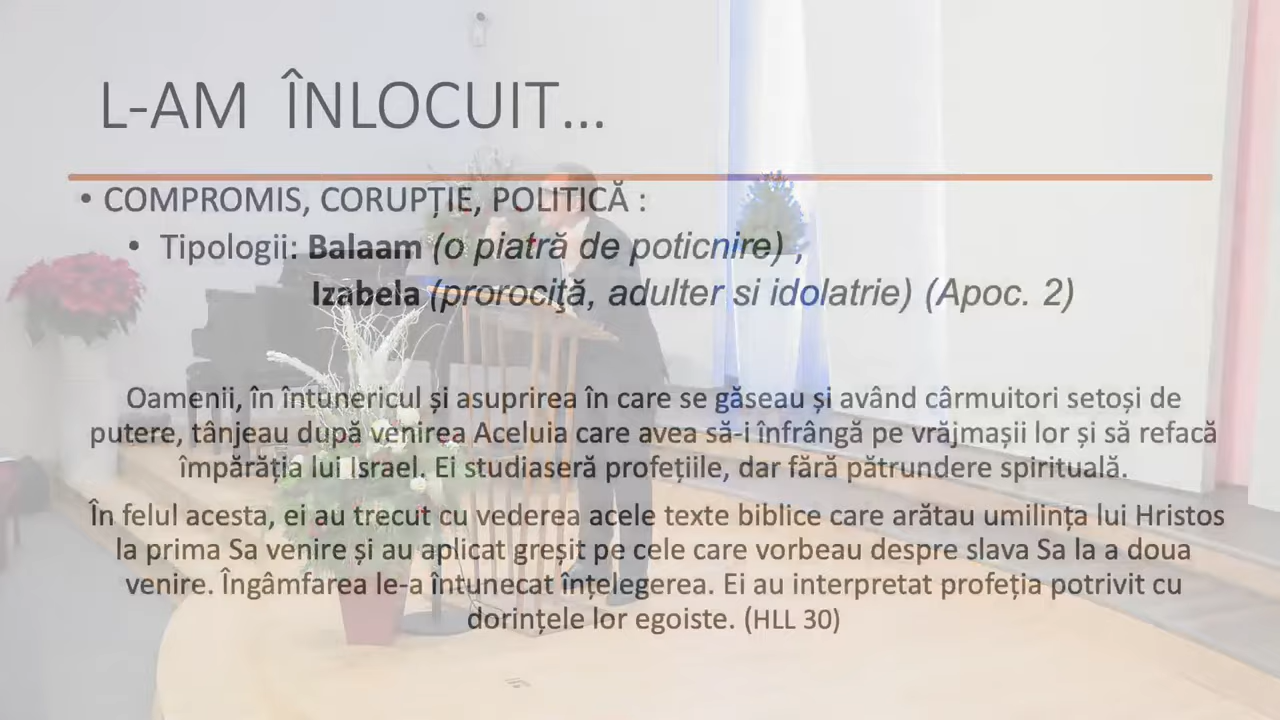 L-AM ÎNLOCUIT...
• COMPROMIS, CORUPȚIE, POLITICĂ :
• Tipologii: Balaam (o piatră de poticnire) ,
Izabela (prorociţă, adulter si idolatrie) (Apoc. 2)
Oamenii, în întunericul și asuprirea în care se găseau și având cârmuitori setoși de
putere, tânjeau după venirea Aceluia care avea să-i înfrângă pe vrăjmașii lor și să refacă
împărăția lui Israel. Ei studiaseră profețiile, dar fără pătrundere spirituală.
În felul acesta, ei au trecut cu vederea acele texte biblice care arătau umilința lui Hristos
la prima Sa venire și au aplicat greșit pe cele care vorbeau despre slava Sa la a doua
venire. Îngâmfarea le-a întunecat înțelegerea. Ei au interpretat profeția potrivit cu
dorințele lor egoiste. (HLL 30)